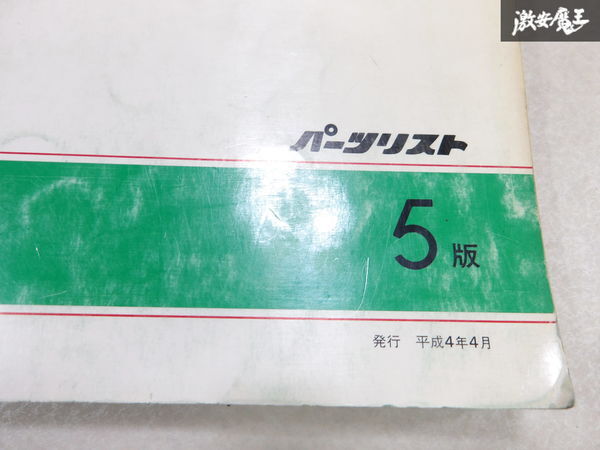 激安魔王
パーツリスト
5版
発行 平成4年4月